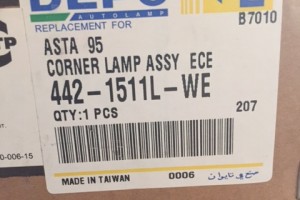 DEPO
AUTOLAMP
B7010
REPLACEMENT FOR
ASTA 95
CORNER LAMP ASSY ECE
442-1511L-WE
QTY:1 PCS
207
0-006-15
MADE IN TAIWAN
0006
صنع في تايوان